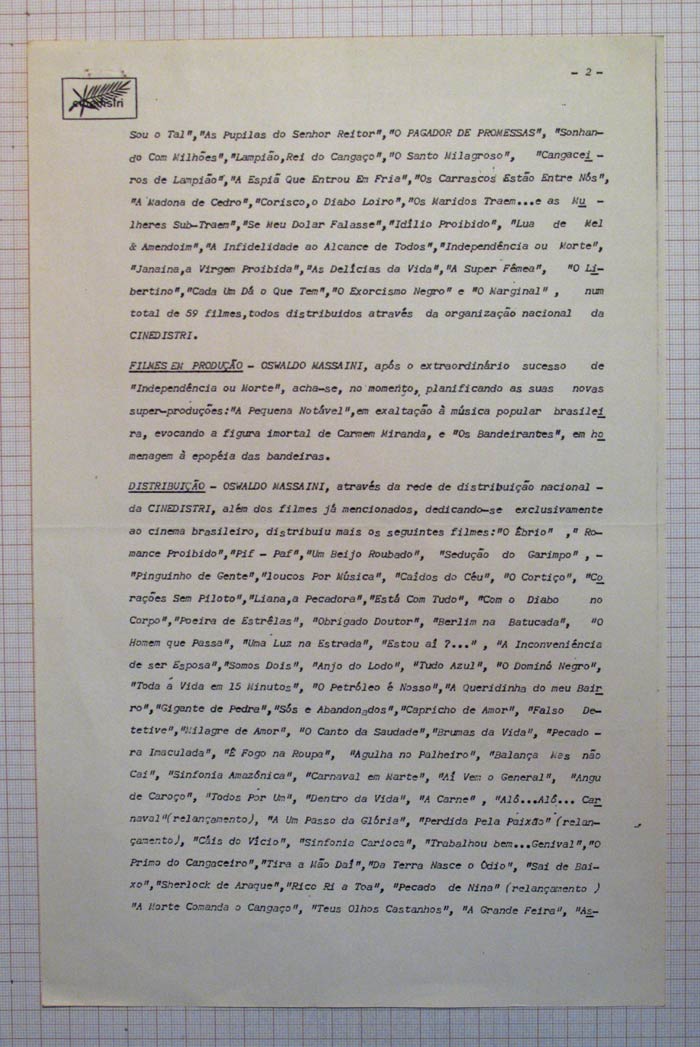 - 2 -
cinedistri
Sou o Tal","As Pupilas do Senhor Reitor","O PAGADOR DE PROMESSAS", "Sonhan-
do Com Milhões","Lampião,Rei do Cangaço","O Santo Milagroso", "Cangacei -
ros de Lampião","A Espiã Que Entrou Em Fria","Os Carrascos Estão Entre Nós",
"A Madona de Cedro","Corisco,o Diabo Loiro","Os Maridos Traem...e as Mu -
lheres Sub-Traem","Se Meu Dolar Falasse","Idílio Proibido", "Lua de Mel
& Amendoim","A Infidelidade ao Alcance de Todos","Independência ou Morte",
"Janaina,a Virgem Proibida","As Delícias da Vida","A Super Fêmea", "O Li-
bertino","Cada Um Dá o Que Tem","O Exorcismo Negro" e "O Marginal" , num
total de 59 filmes,todos distribuidos através da organização nacional da
CINEDISTRI.
FILMES EM PRODUÇÃO - OSWALDO MASSAINI, após o extraordinário sucesso de
"Independência ou Morte", acha-se, no momento, planificando as suas novas
super-produções:"A Pequena Notável",em exaltação à música popular brasilei
ra, evocando a figura imortal de Carmem Miranda, e "Os Bandeirantes", em ho
menagem à epopéia das bandeiras.
DISTRIBUIÇÃO - OSWALDO MASSAINI, através da rede de distribuição nacional -
da CINEDISTRI, além dos filmes já mencionados, dedicando-se exclusivamente
ao cinema brasileiro, distribuiu mais os seguintes filmes:"O Ébrio" ," Ro-
mance Proibido","Pif - Paf","Um Beijo Roubado", "Sedução do Garimpo" , -
"Pinguinho de Gente","loucos Por Música", "Caídos do Céu", "O Cortiço", "Co
rações Sem Piloto","Liana,a Pecadora","Está Com Tudo", "Com o Diabo no
Corpo","Poeira de Estrêlas", "Obrigado Doutor", "Berlim na Batucada", "O
Homem que Passa", "Uma Luz na Estrada", "Estou aí ?..." , "A Inconveniência
de ser Esposa","Somos Dois", "Anjo do Lodo", "Tudo Azul", "O Dominó Negro",
"Toda a Vida em 15 Minutos", "O Petróleo é Nosso","A Queridinha do meu Bair
ro","Gigante de Pedra","Sós e Abandonados","Capricho de Amor", "Falso De-
tetive","Milagre de Amor", "O Canto da Saudade","Brumas da Vida", "Pecado -
ra Imaculada", "É Fogo na Roupa", "Agulha no Palheiro", "Balança Mas não
Cai", "Sinfonia Amazônica", "Carnaval em Marte", "Aí Vem o General", "Angu
de Caroço", "Todos Por Um", "Dentro da Vida", "A Carne" , "Alô...Alô... Car
naval"(relançamento), "A Um Passo da Glória", "Perdida Pela Paixão" (relan-
çamento), "Cáis do Vício", "Sinfonia Carioca", "Trabalhou bem...Genival","O
Primo do Cangaceiro","Tira a Mão Daí","Da Terra Nasce o Ódio", "Sai de Bai-
xo","Sherlock de Araque","Rico Ri a Toa", "Pecado de Nina" (relançamento )
"A Morte Comanda o Cangaço", "Teus Olhos Castanhos", "A Grande Feira", "As-